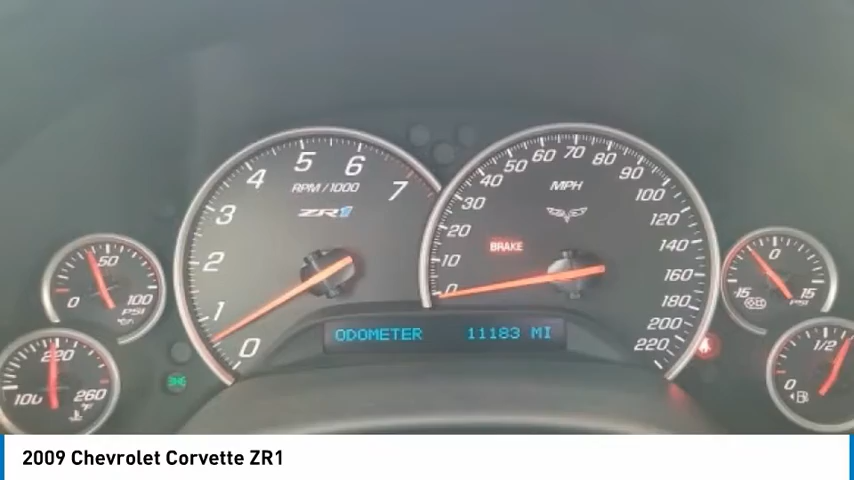 5 6
4 7
RPM/1000
3
ZR1
2
1
0
60 70 80
50 90
40 MPH 100
30 120
20 140
BRAKE
10 160
0 180
200
220
ODOMETER 11183 MI
50
0 100
PSI
220
100 260
°F
0
-15 15
PSI
1/2
0
2009 Chevrolet Corvette ZR1